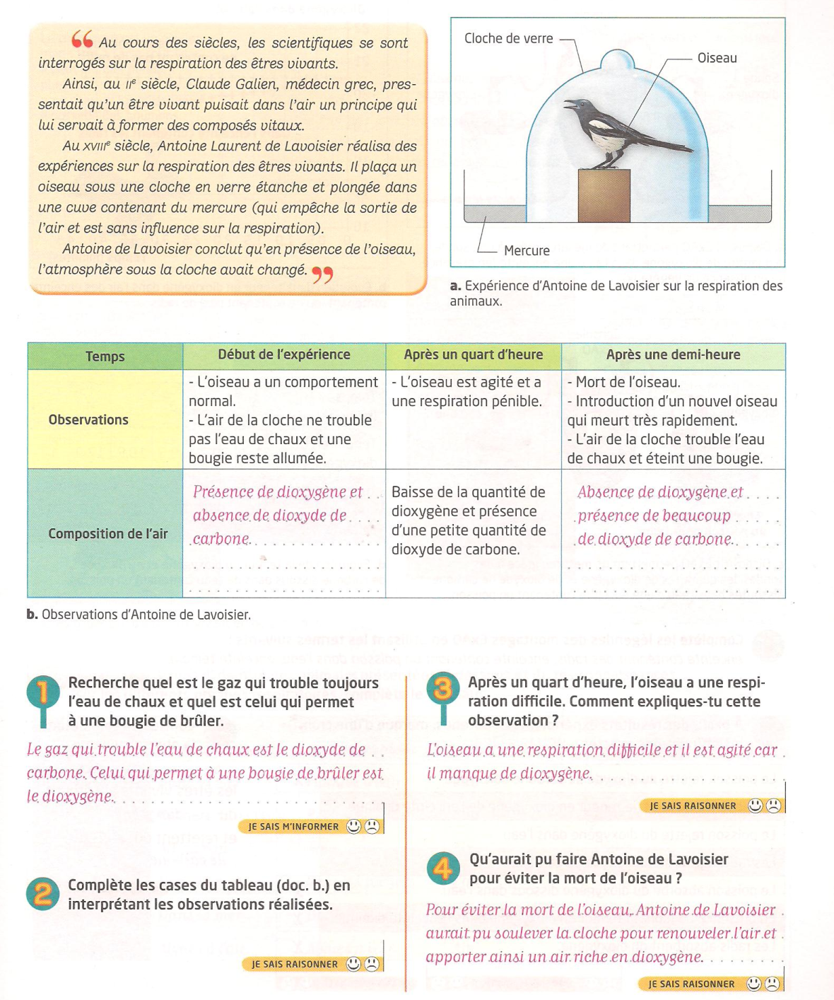 “ Au cours des siècles, les scientifiques se sont
interrogés sur la respiration des êtres vivants.
Ainsi, au IIe siècle, Claude Galien, médecin grec, pres-
sentait qu'un être vivant puisait dans l'air un principe qui
lui servait à former des composés vitaux.
Au XVIIIe siècle, Antoine Laurent de Lavoisier réalisa des
expériences sur la respiration des êtres vivants. Il plaça un
oiseau sous une cloche en verre étanche et plongée dans
une cuve contenant du mercure (qui empêche la sortie de
l'air et est sans influence sur la respiration).
Antoine de Lavoisier conclut qu'en présence de l'oiseau,
l'atmosphère sous la cloche avait changé. ”
Cloche de verre
Oiseau
Mercure
a. Expérience d'Antoine de Lavoisier sur la respiration des
animaux.
Temps
Début de l'expérience
Après un quart d'heure
Après une demi-heure
Observations
- L'oiseau a un comportement
normal.
- L'air de la cloche ne trouble
pas l'eau de chaux et une
bougie reste allumée.
- L'oiseau est agité et a
une respiration pénible.
- Mort de l'oiseau.
- Introduction d'un nouvel oiseau
qui meurt très rapidement.
- L'air de la cloche trouble l'eau
de chaux et éteint une bougie.
Composition de l'air
Présence de dioxygène et
absence de dioxyde de
carbone.
Baisse de la quantité de
dioxygène et présence
d'une petite quantité de
dioxyde de carbone.
Absence de dioxygène et
présence de beaucoup
de dioxyde de carbone.
b. Observations d'Antoine de Lavoisier.
1 Recherche quel est le gaz qui trouble toujours
l'eau de chaux et quel est celui qui permet
à une bougie de brûler.
Le gaz qui trouble l'eau de chaux est le dioxyde de
carbone. Celui qui permet à une bougie de brûler est
le dioxygène.
JE SAIS M'INFORMER
2 Complète les cases du tableau (doc. b.) en
interprétant les observations réalisées.
JE SAIS RAISONNER
3 Après un quart d'heure, l'oiseau a une respi-
ration difficile. Comment expliques-tu cette
observation ?
L'oiseau a une respiration difficile et il est agité car
il manque de dioxygène.
JE SAIS RAISONNER
4 Qu'aurait pu faire Antoine de Lavoisier
pour éviter la mort de l'oiseau ?
Pour éviter la mort de l'oiseau, Antoine de Lavoisier
aurait pu soulever la cloche pour renouveler l'air et
apporter ainsi un air riche en dioxygène.
JE SAIS RAISONNER